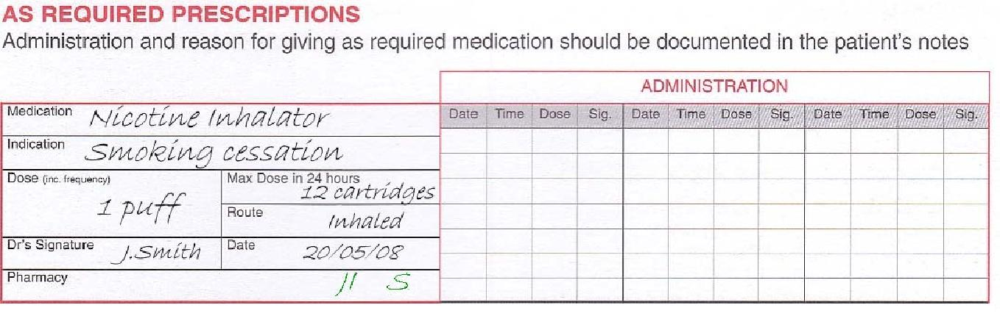 AS REQUIRED PRESCRIPTIONS
Administration and reason for giving as required medication should be documented in the patient's notes
ADMINISTRATION
Date Time Dose Sig. Date Time Dose Sig. Date Time Dose Sig.
Medication Nicotine Inhalator
Indication Smoking cessation
Dose (inc. frequency) 1 puff
Max Dose in 24 hours 12 cartridges
Route Inhaled
Dr's Signature J.Smith
Date 20/05/08
Pharmacy S